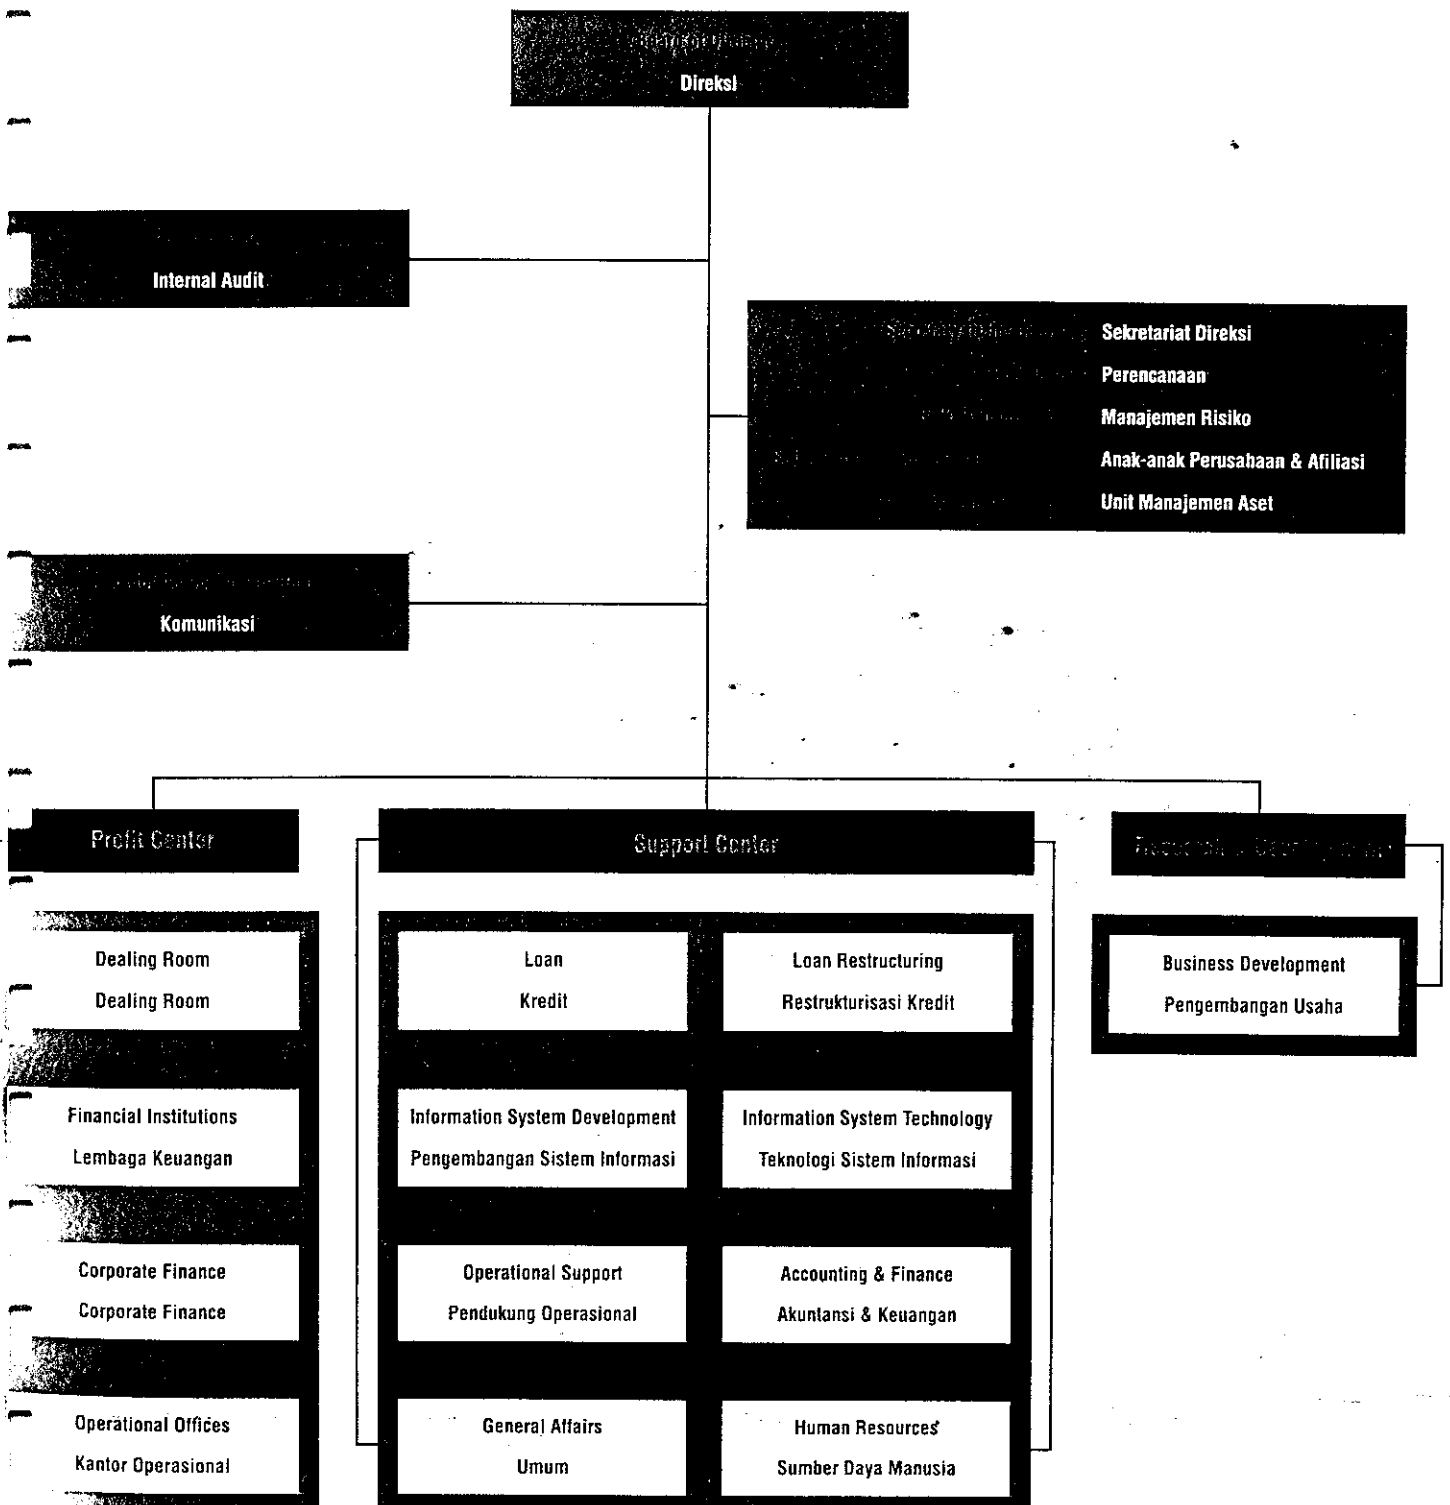 Direksi
Internal Audit
Sekretariat Direksi
Perencanaan
Manajemen Risiko
Anak-anak Perusahaan & Afiliasi
Unit Manajemen Aset
Komunikasi
Profit Center
Support Center
Dealing Room
Dealing Room
Loan
Kredit
Loan Restructuring
Restrukturisasi Kredit
Business Development
Pengembangan Usaha
Financial Institutions
Lembaga Keuangan
Information System Development
Pengembangan Sistem Informasi
Information System Technology
Teknologi Sistem Informasi
Corporate Finance
Corporate Finance
Operational Support
Pendukung Operasional
Accounting & Finance
Akuntansi & Keuangan
Operational Offices
Kantor Operasional
General Affairs
Umum
Human Resources
Sumber Daya Manusia